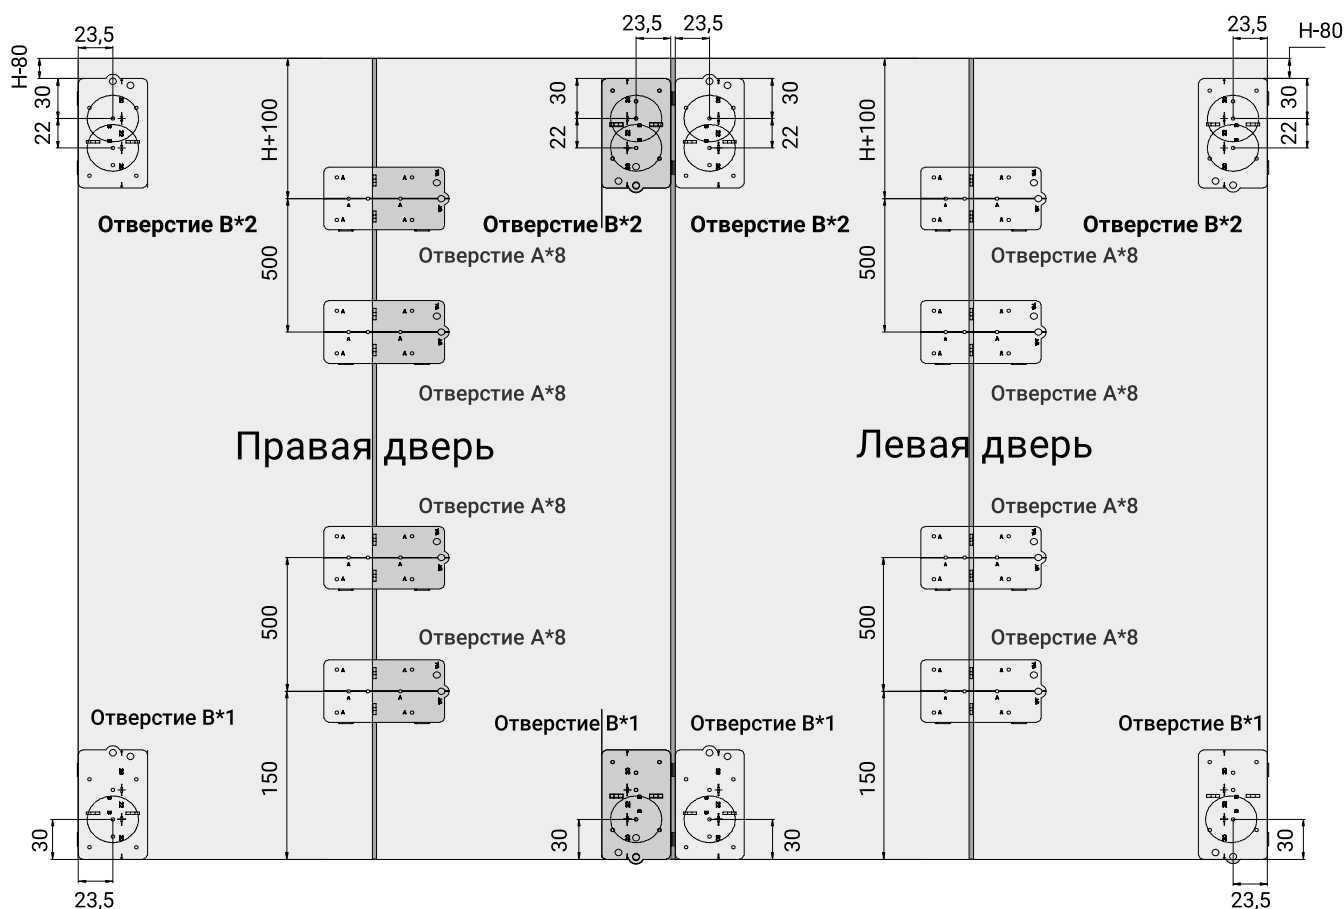 23,5 23,5 23,5 23,5
H-80 H-80
30 30 30 30
22 22 22 22
H+100 H+100
A A A A
Отверстие B*2 Отверстие B*2 Отверстие B*2 Отверстие B*2
500 500
Отверстие A*8 Отверстие A*8
A A A A
Отверстие A*8 Отверстие A*8
Правая дверь Левая дверь
Отверстие A*8 Отверстие A*8
A A A A
500 500
Отверстие A*8 Отверстие A*8
A A A A
Отверстие B*1 Отверстие B*1 Отверстие B*1 Отверстие B*1
150 150
30 30 30 30
23,5 23,5